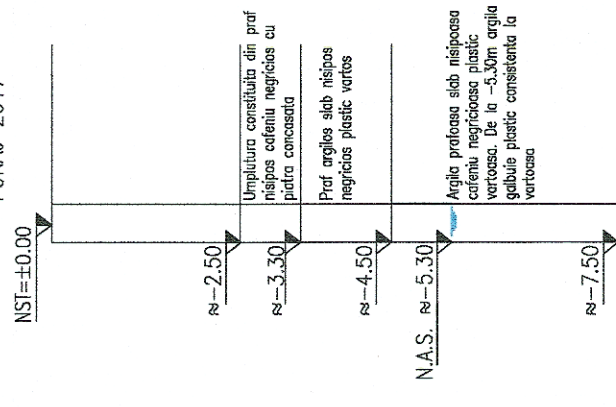 NST=±0.00
≈-2.50
Umplutura constituita din praf
nisipos cafeniu negricios cu
piatra concasata
≈-3.30
Praf argilos slab nisipos
negricios plastic vartos
≈-4.50
N.A.S. ≈-5.30
Argila prafoasa slab nisipoasa
cafeniu negricioasa plastic
vartoasa. De la -5.30m argila
galbuie plastic consistenta la
vartoasa
≈-7.50